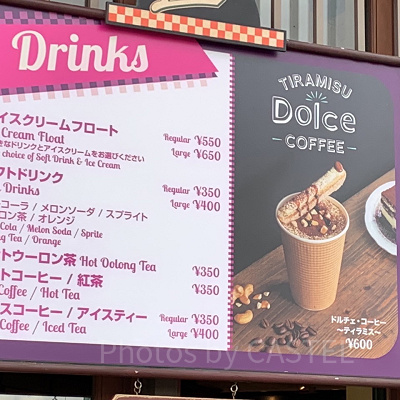 Drinks
イスクリームフロート
Cream Float
Regular ¥550
きなドリンクとアイスクリームをお選びください
Large ¥650
choice of Soft Drink & Ice Cream
フトドリンク
Drinks
Regular ¥350
Large ¥400
コーラ / メロンソーダ / スプライト
ロン茶 / オレンジ
Cola / Melon Soda / Sprite
Tea / Orange
ットウーロン茶 Hot Oolong Tea
¥350
ットコーヒー / 紅茶
¥350
Coffee / Hot Tea
スコーヒー / アイスティー
Regular ¥350
Coffee / Iced Tea
Large ¥400
TIRAMISU
Dolce
COFFEE
ドルチェ・コーヒー
~ティラミス~
¥600
Photos by CASTEL